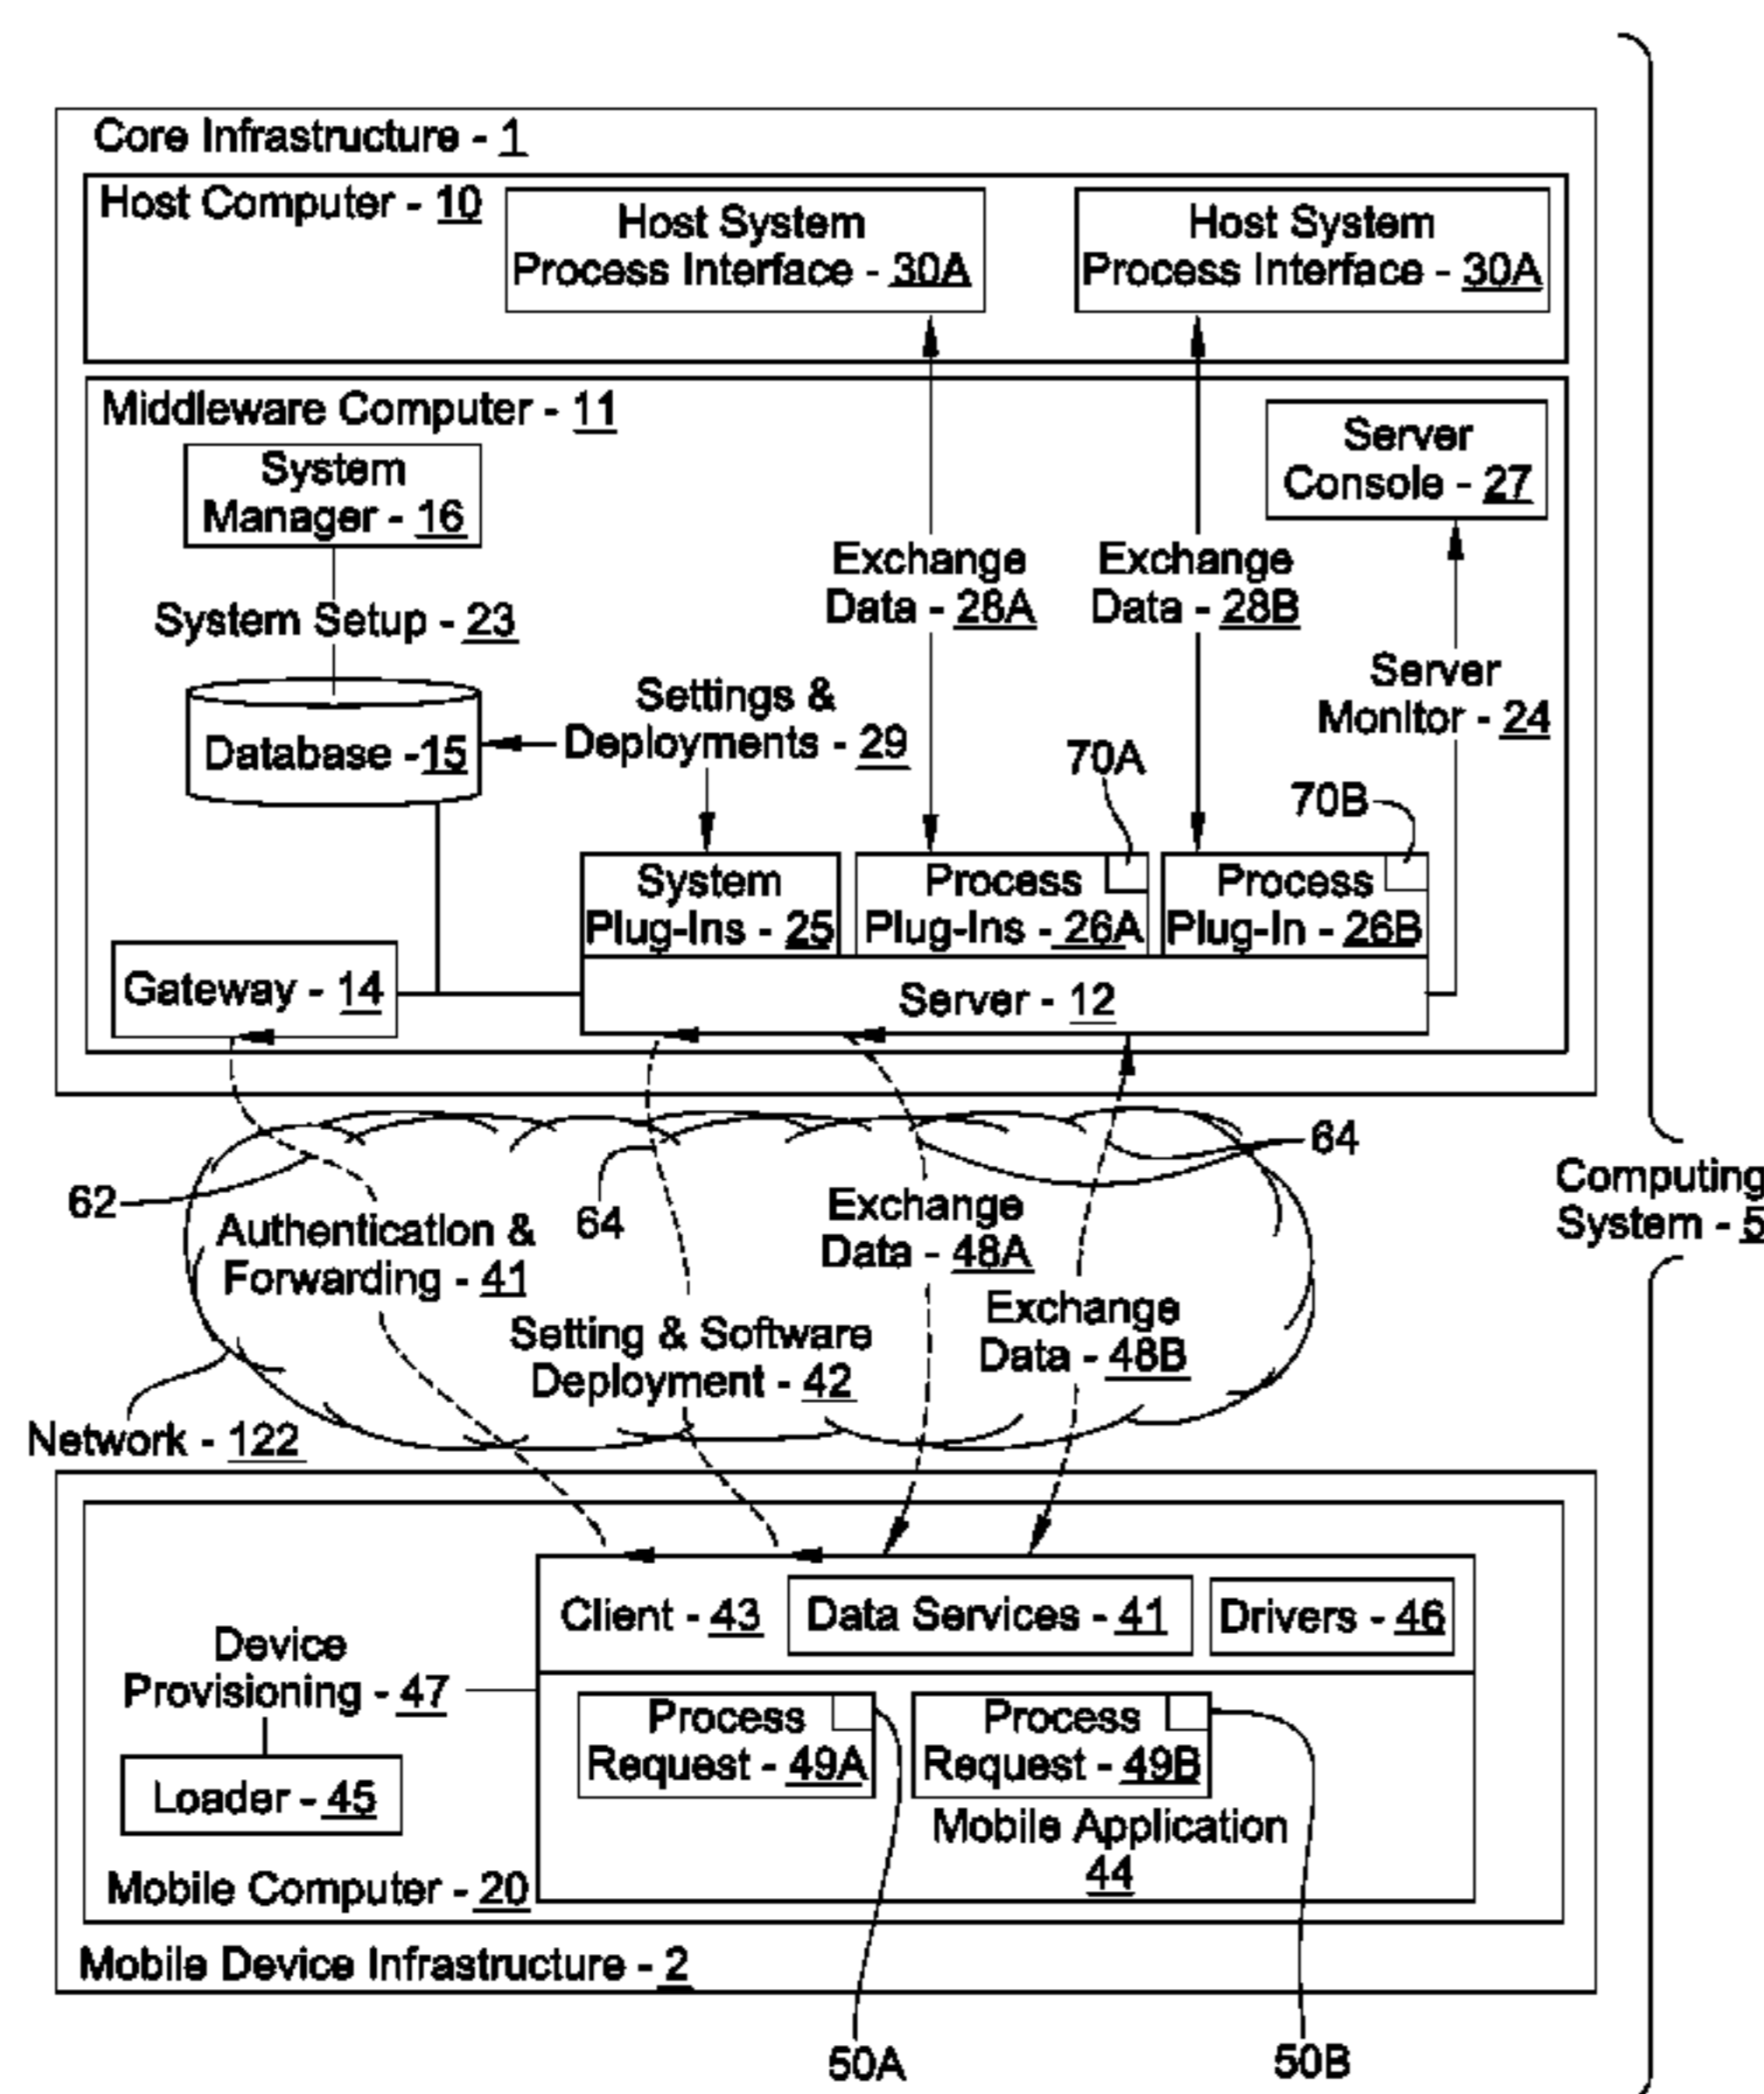 Core Infrastructure - 1
Host Computer - 10
Host System
Process Interface - 30A
Host System
Process Interface - 30A
Middleware Computer - 11
System
Manager - 16
Server
Console - 27
System Setup - 23
Exchange
Data - 28A
Exchange
Data - 28B
Server
Monitor - 24
Settings &
Deployments - 29
Database -15
70A
70B
System
Plug-Ins - 25
Process
Plug-Ins - 26A
Process
Plug-In - 26B
Gateway - 14
Server - 12
62
64
64
Computing
System - 5
Authentication &
Forwarding - 41
Exchange
Data - 48A
Setting & Software
Deployment - 42
Exchange
Data - 48B
Network - 122
Client - 43
Data Services - 41
Drivers - 46
Device
Provisioning - 47
Process
Request - 49A
Process
Request - 49B
Loader - 45
Mobile Application
44
Mobile Computer - 20
Mobile Device Infrastructure - 2
50A
50B